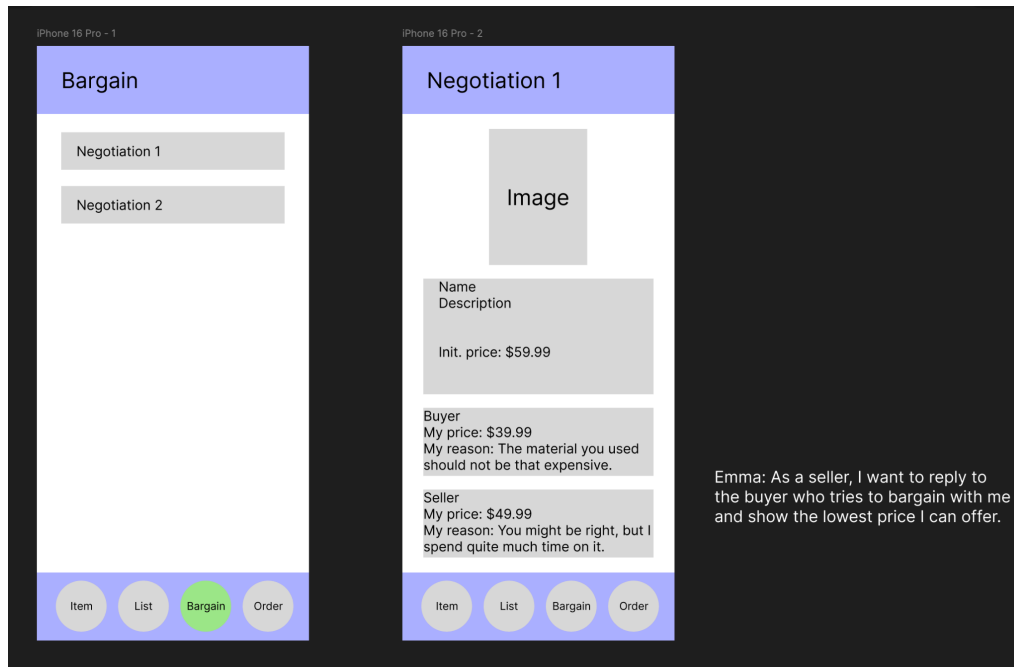 iPhone 16 Pro - 1
Bargain
Negotiation 1
Negotiation 2
Item
List
Bargain
Order
iPhone 16 Pro - 2
Negotiation 1
Image
Name
Description
Init. price: $59.99
Buyer
My price: $39.99
My reason: The material you used
should not be that expensive.
Seller
My price: $49.99
My reason: You might be right, but I
spend quite much time on it.
Item
List
Bargain
Order
Emma: As a seller, I want to reply to
the buyer who tries to bargain with me
and show the lowest price I can offer.